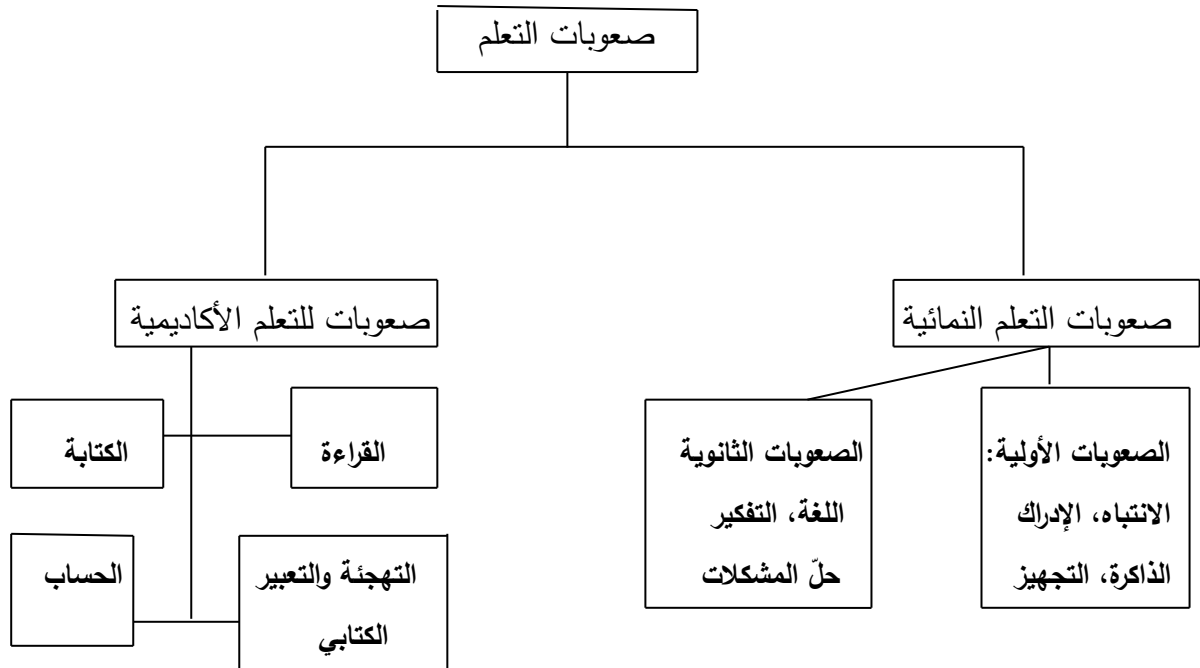 صعوبات التعلم
صعوبات التعلم النمائية
صعوبات للتعلم الأكاديمية
الصعوبات الأولية:
الانتباه، الإدراك
الذاكرة، التجهيز
الصعوبات الثانوية
اللغة، التفكير
حلّ المشكلات
القراءة
الكتابة
التهجئة والتعبير
الكتابي
الحساب